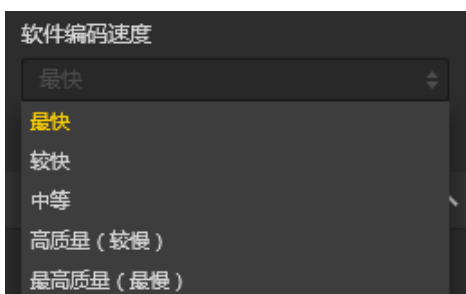 软件编码速度
最快
最快
较快
中等
高质量（较慢）
最高质量（最慢）